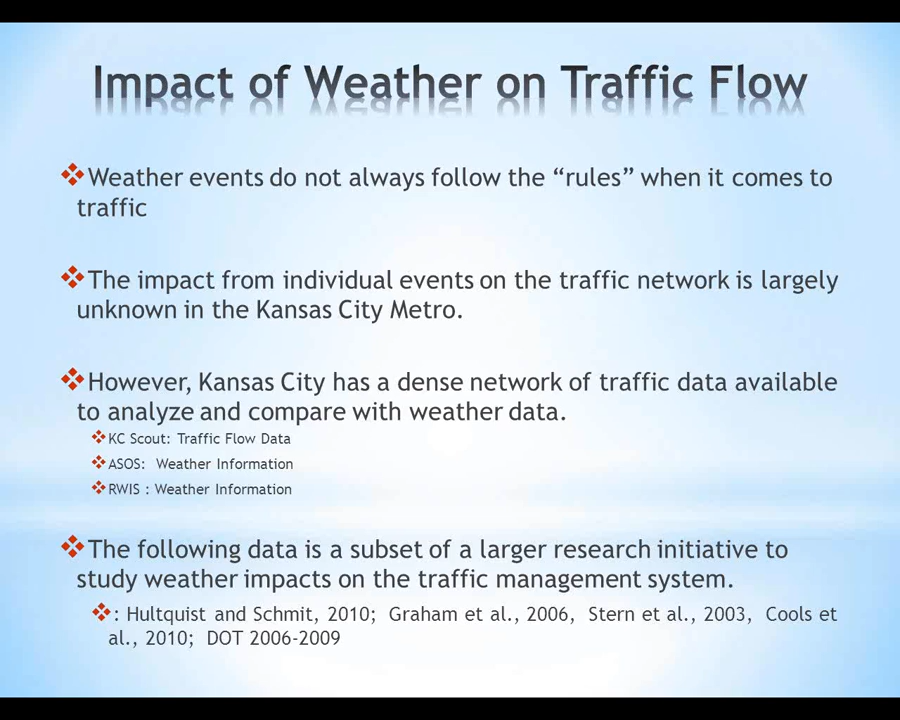 Impact of Weather on Traffic Flow
Weather events do not always follow the “rules” when it comes to
traffic
The impact from individual events on the traffic network is largely
unknown in the Kansas City Metro.
However, Kansas City has a dense network of traffic data available
to analyze and compare with weather data.
KC Scout: Traffic Flow Data
ASOS:  Weather Information
RWIS : Weather Information
The following data is a subset of a larger research initiative to
study weather impacts on the traffic management system.
: Hultquist and Schmit, 2010;  Graham et al., 2006,  Stern et al., 2003,  Cools et
al., 2010;  DOT 2006-2009